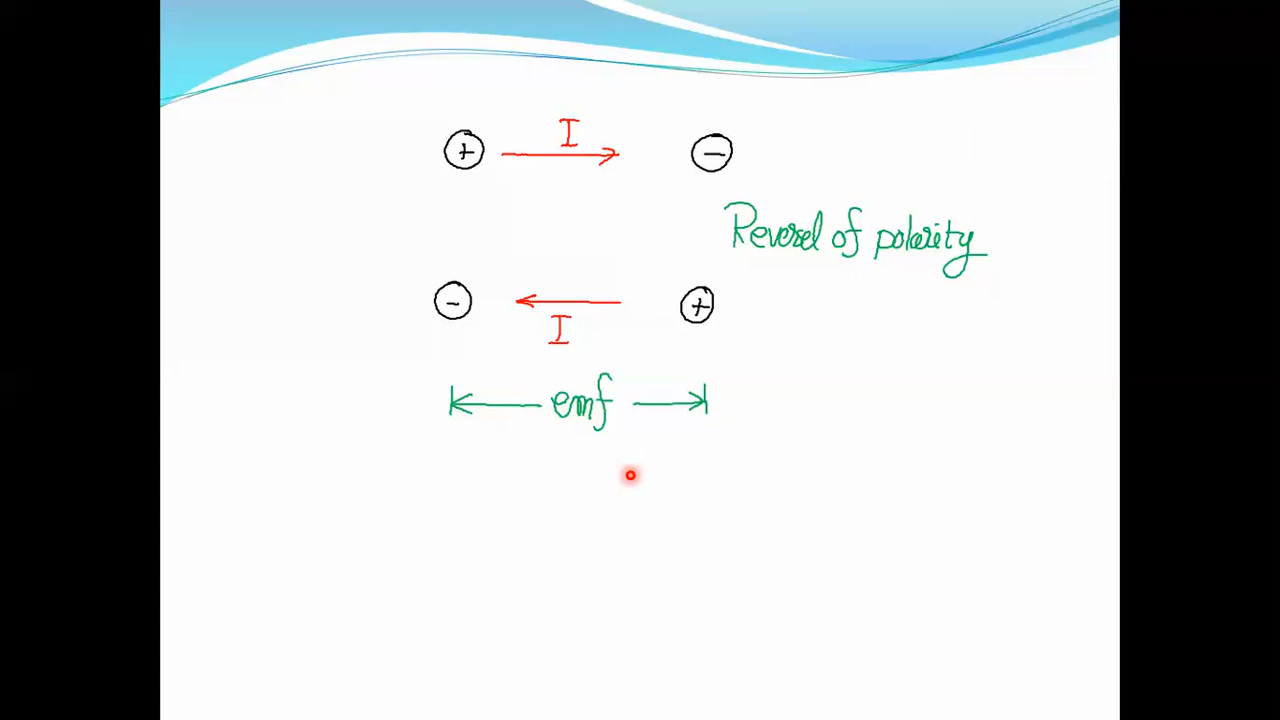 + I -
Reversel of polarity
- I +
emf